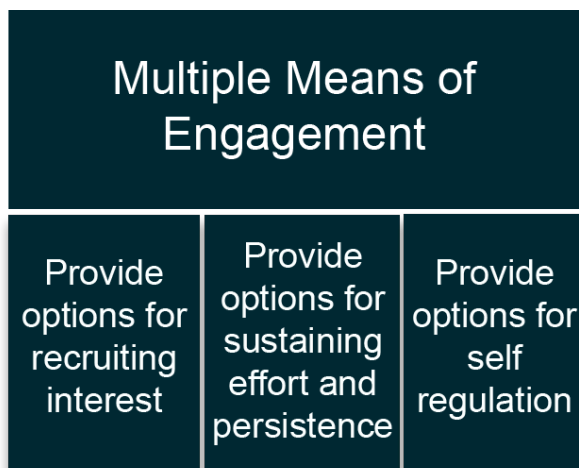 Multiple Means of
Engagement
Provide
options for
recruiting
interest
Provide
options for
sustaining
effort and
persistence
Provide
options for
self
regulation